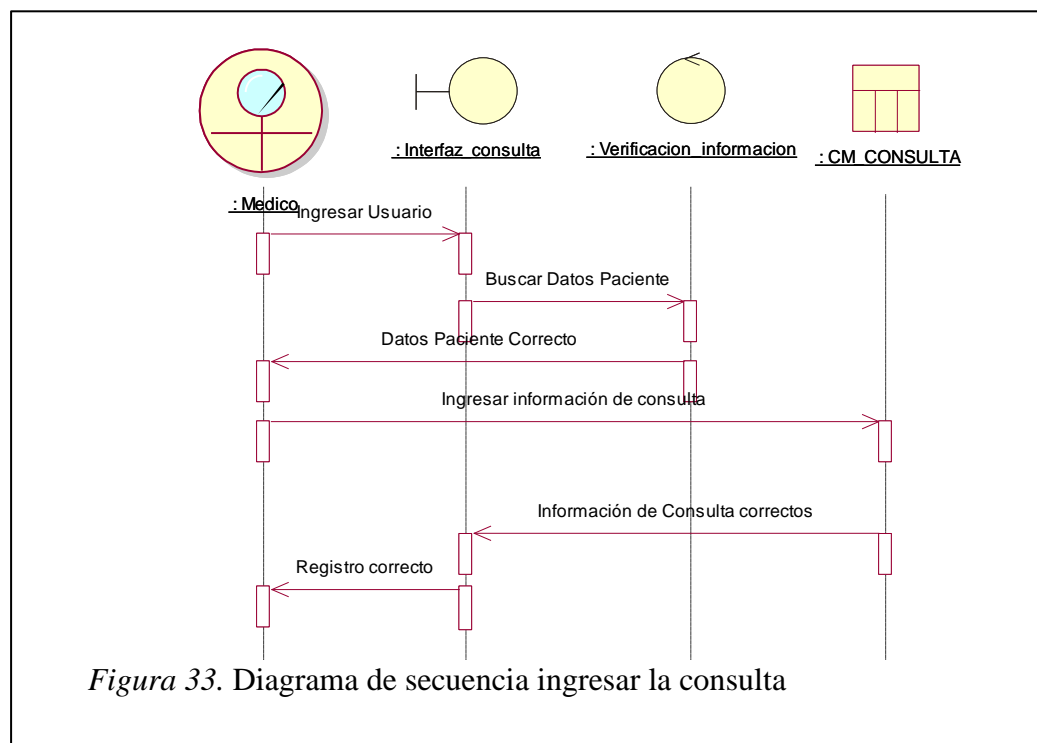 : Interfaz_consulta
: Verificacion_informacion
: CM_CONSULTA
: Medico
Ingresar Usuario
Buscar Datos Paciente
Datos Paciente Correcto
Ingresar información de consulta
Información de Consulta correctos
Registro correcto
Figura 33. Diagrama de secuencia ingresar la consulta